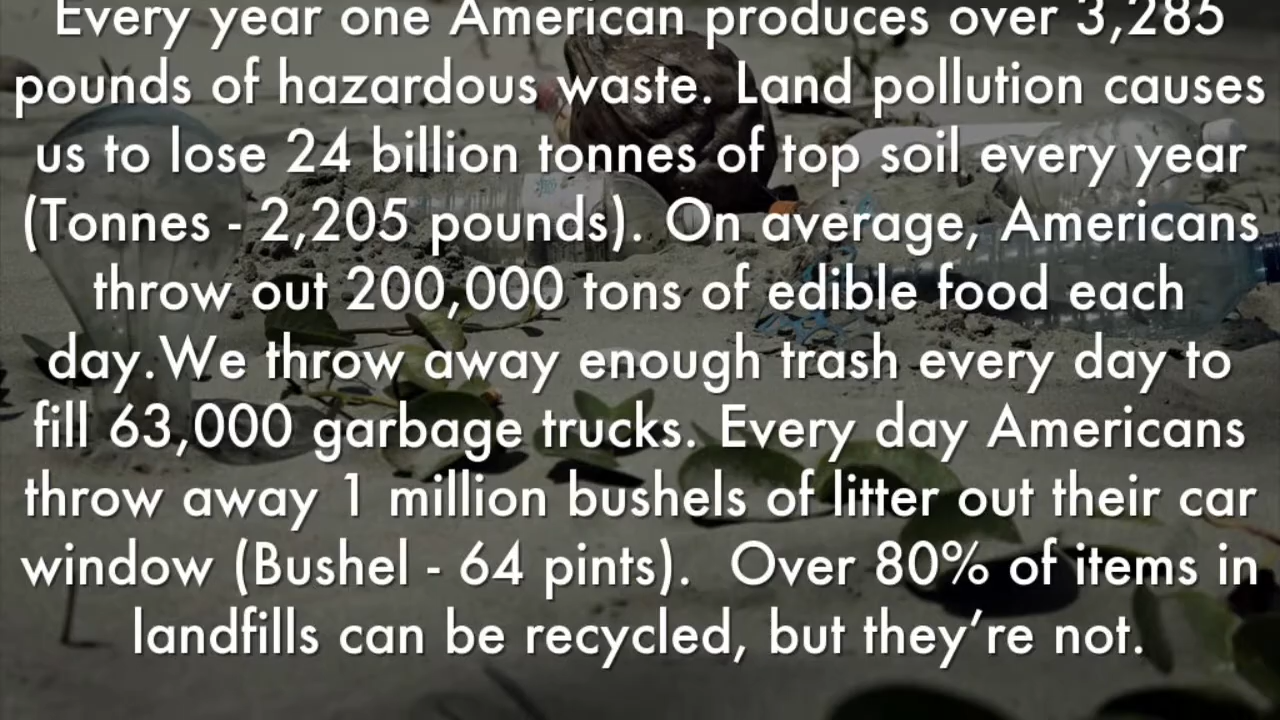 Every year one American produces over 3,285
pounds of hazardous waste. Land pollution causes
us to lose 24 billion tonnes of top soil every year
(Tonnes - 2,205 pounds).  On average, Americans
throw out 200,000 tons of edible food each
day.We throw away enough trash every day to
fill 63,000 garbage trucks. Every day Americans
throw away 1 million bushels of litter out their car
window (Bushel - 64 pints).  Over 80% of items in
landfills can be recycled, but they’re not.